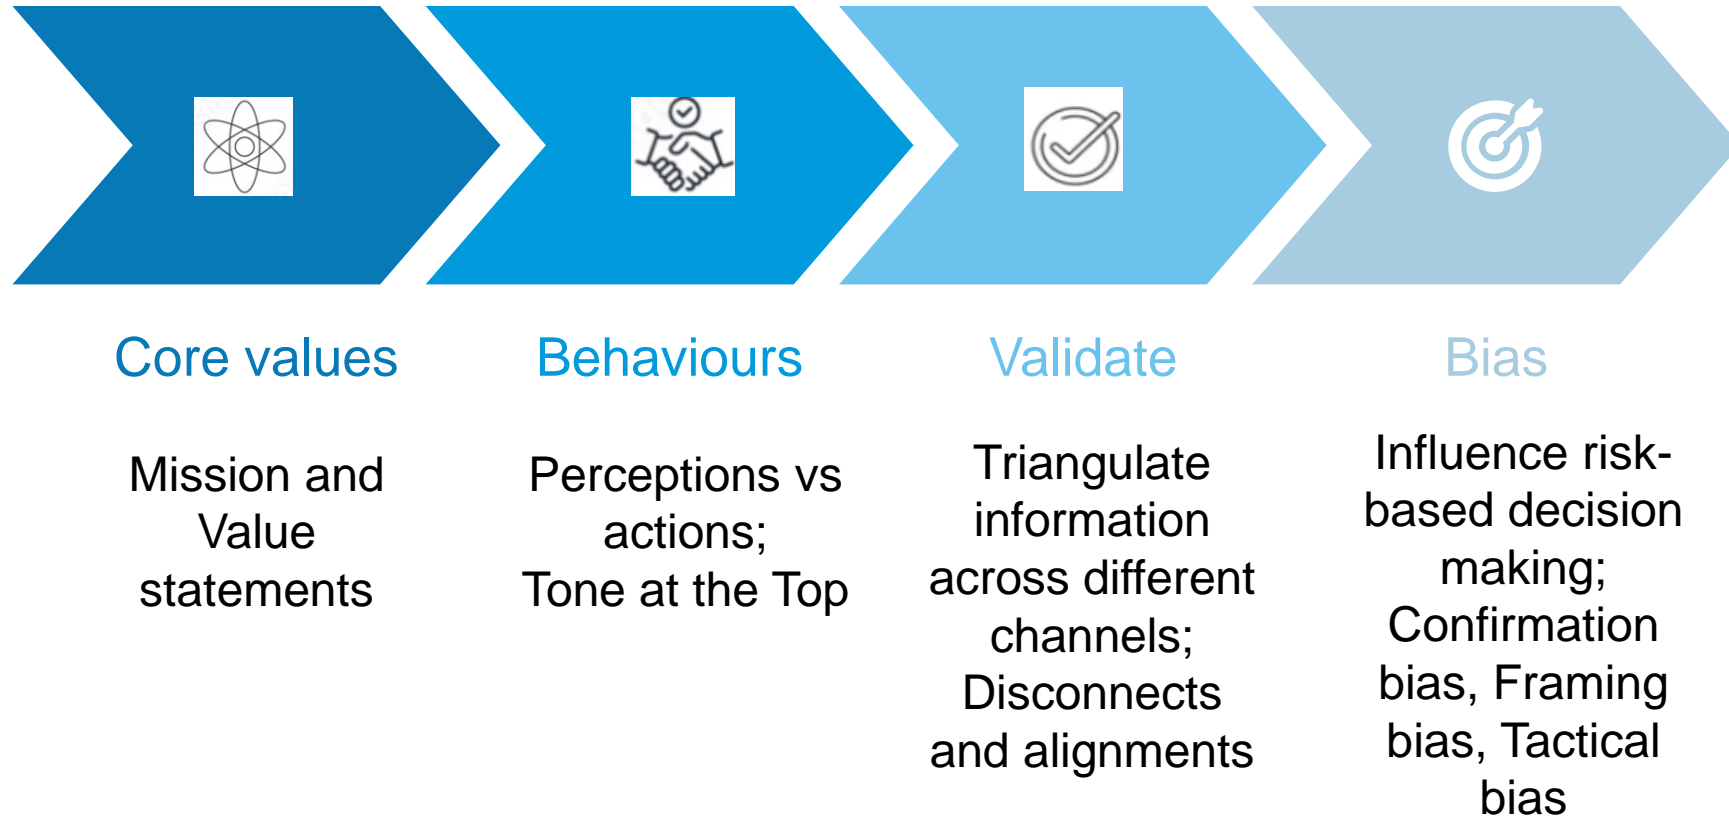 Core values
Behaviours
Validate
Bias
Mission and
Value
statements
Perceptions vs
actions;
Tone at the Top
Triangulate
information
across different
channels;
Disconnects
and alignments
Influence risk-
based decision
making;
Confirmation
bias, Framing
bias, Tactical
bias